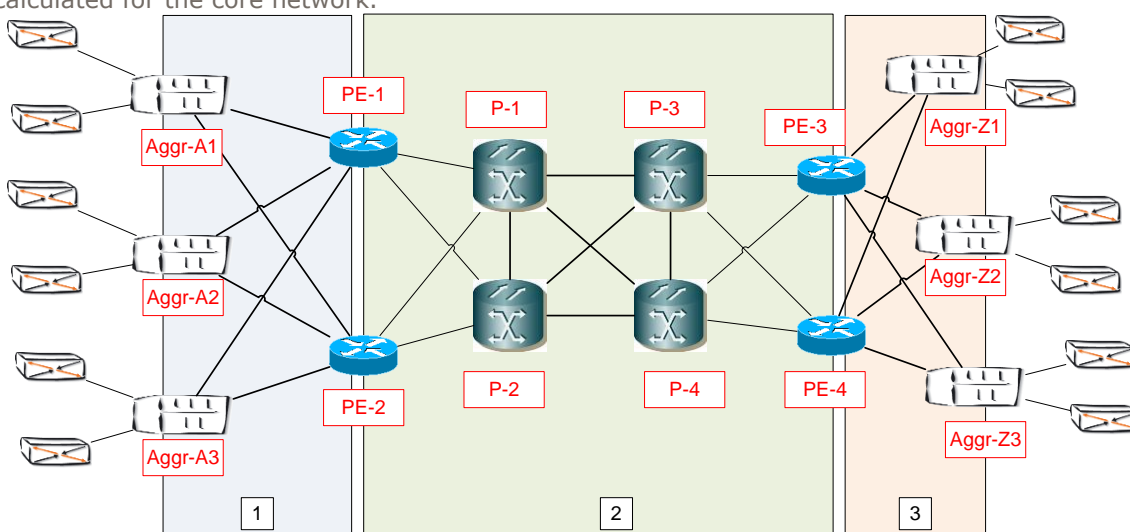 calculated for the core network.
PE-1
P-1
P-3
PE-3
Aggr-A1
Aggr-Z1
Aggr-A2
Aggr-Z2
PE-2
P-2
P-4
PE-4
Aggr-A3
Aggr-Z3
1
2
3